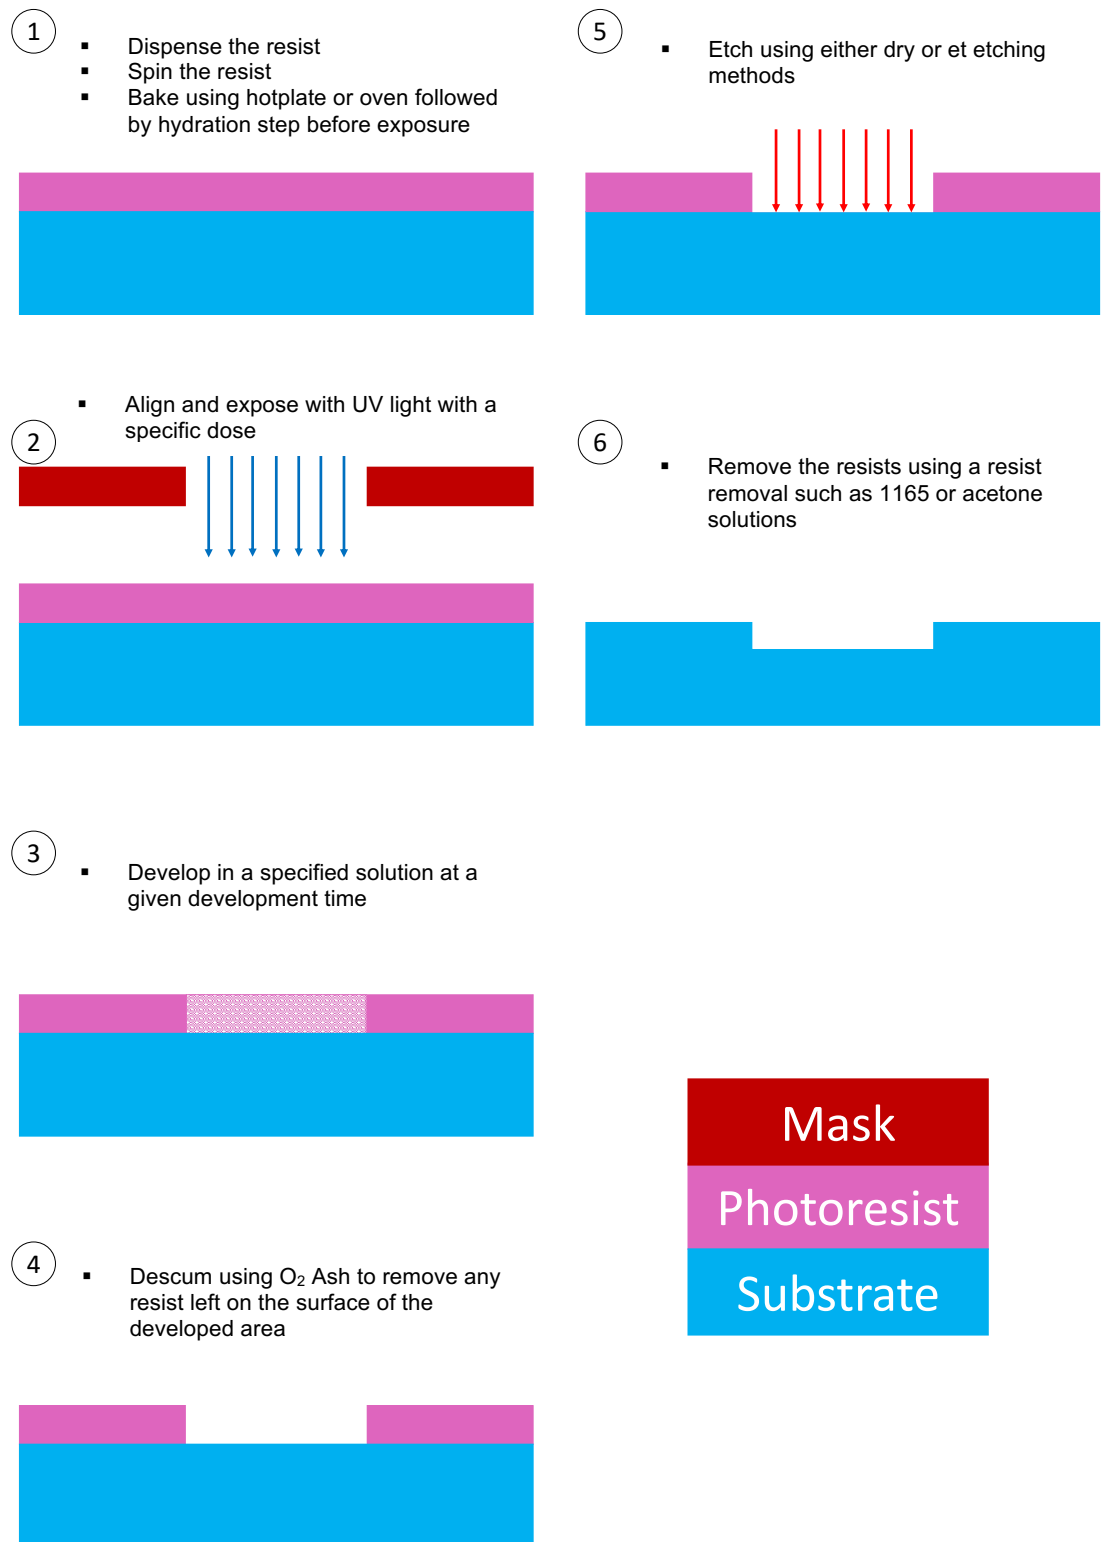 1
▪ Dispense the resist
▪ Spin the resist
▪ Bake using hotplate or oven followed
by hydration step before exposure
2
▪ Align and expose with UV light with a
specific dose
3
▪ Develop in a specified solution at a
given development time
4
▪ Descum using O₂ Ash to remove any
resist left on the surface of the
developed area
5
▪ Etch using either dry or et etching
methods
6
▪ Remove the resists using a resist
removal such as 1165 or acetone
solutions
Mask
Photoresist
Substrate